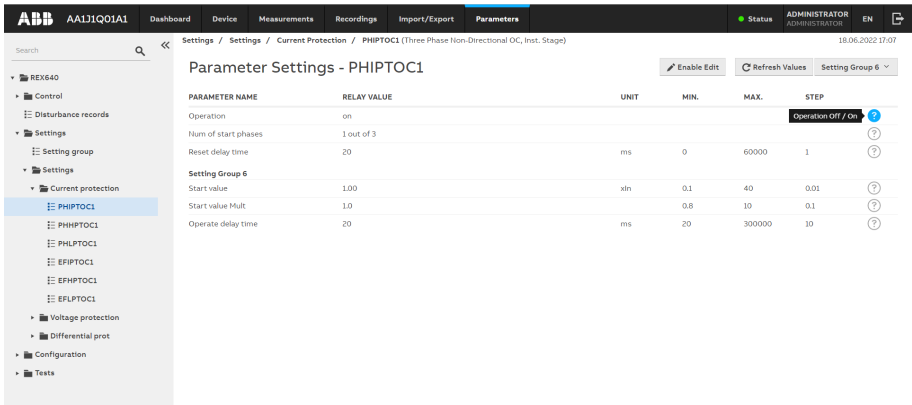 ABB AA1J1Q01A1 Dashboard Device Measurements Recordings Import/Export Parameters Status ADMINISTRATOR ADMINISTRATOR EN
Search
REX640
Control
Disturbance records
Settings
Setting group
Settings
Current protection
PHIPTOC1
PHHPTOC1
PHLPTOC1
EFIPTOC1
EFHPTOC1
EFLPTOC1
Voltage protection
Differential prot
Configuration
Tests
Settings / Settings / Current Protection / PHIPTOC1 (Three Phase Non-Directional OC, Inst. Stage) 18.06.2022 17:07
Parameter Settings - PHIPTOC1 Enable Edit Refresh Values Setting Group 6
PARAMETER NAME RELAY VALUE UNIT MIN. MAX. STEP
Operation on Operation Off / On ?
Num of start phases 1 out of 3 ?
Reset delay time 20 ms 0 60000 1 ?
Setting Group 6
Start value 1.00 xIn 0.1 40 0.01 ?
Start value Mult 1.0 0.8 10 0.1 ?
Operate delay time 20 ms 20 300000 10 ?